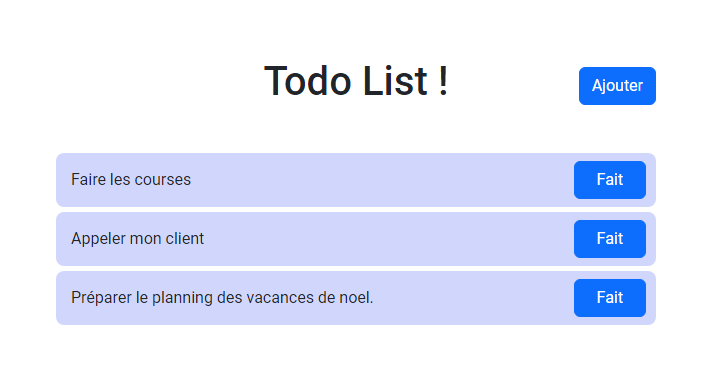 Todo List !
Ajouter
Faire les courses
Fait
Appeler mon client
Fait
Préparer le planning des vacances de noel.
Fait